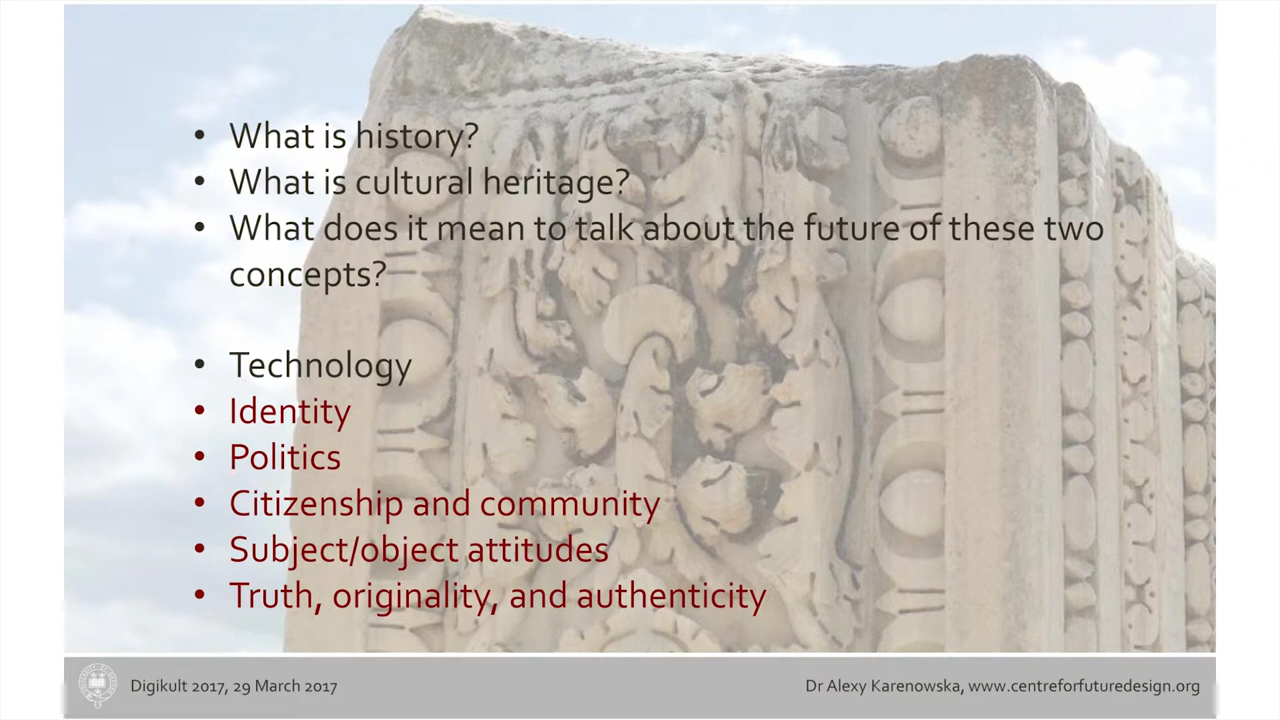 • What is history?
• What is cultural heritage?
• What does it mean to talk about the future of these two
concepts?
• Technology
• Identity
• Politics
• Citizenship and community
• Subject/object attitudes
• Truth, originality, and authenticity
Digikult 2017, 29 March 2017
Dr Alexy Karenowska, www.centreforfuturedesign.org